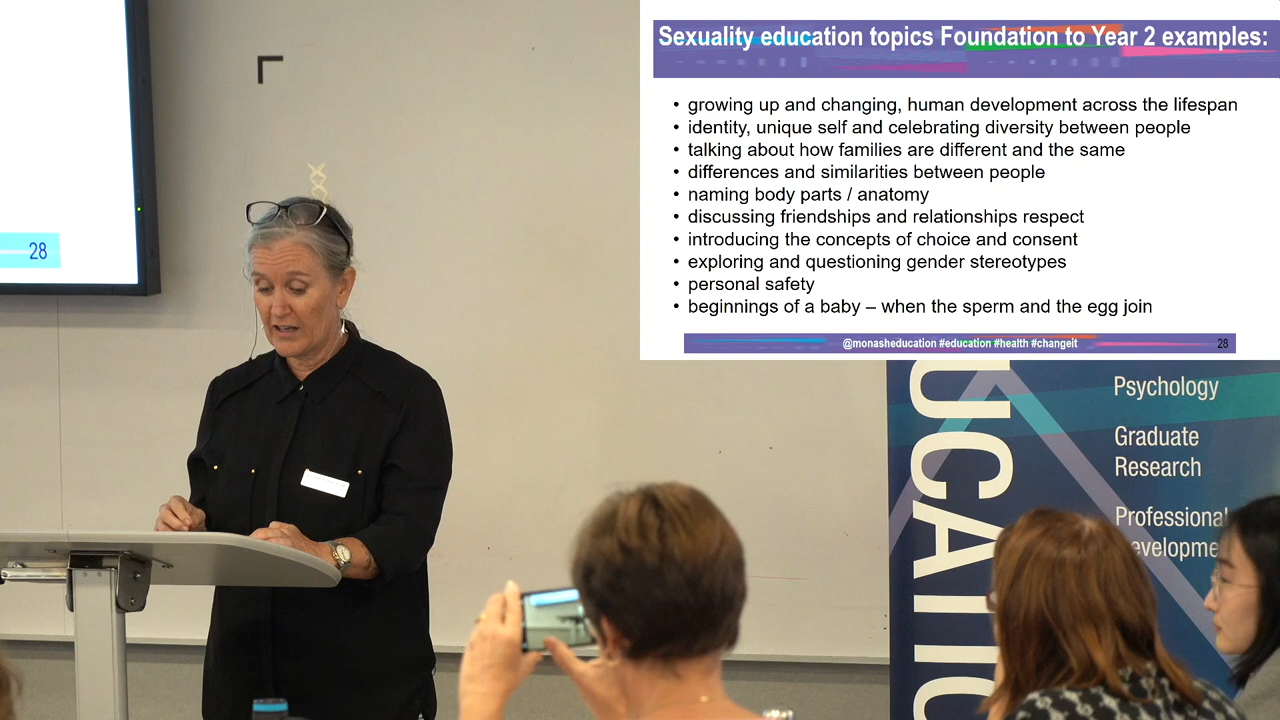 28
Sexuality education topics Foundation to Year 2 examples:
• growing up and changing, human development across the lifespan
• identity, unique self and celebrating diversity between people
• talking about how families are different and the same
• differences and similarities between people
• naming body parts / anatomy
• discussing friendships and relationships respect
• introducing the concepts of choice and consent
• exploring and questioning gender stereotypes
• personal safety
• beginnings of a baby – when the sperm and the egg join
@monasheducation #education #health #changeit 28
UCATIO
Psychology
Graduate
Research
Professional
evelopme